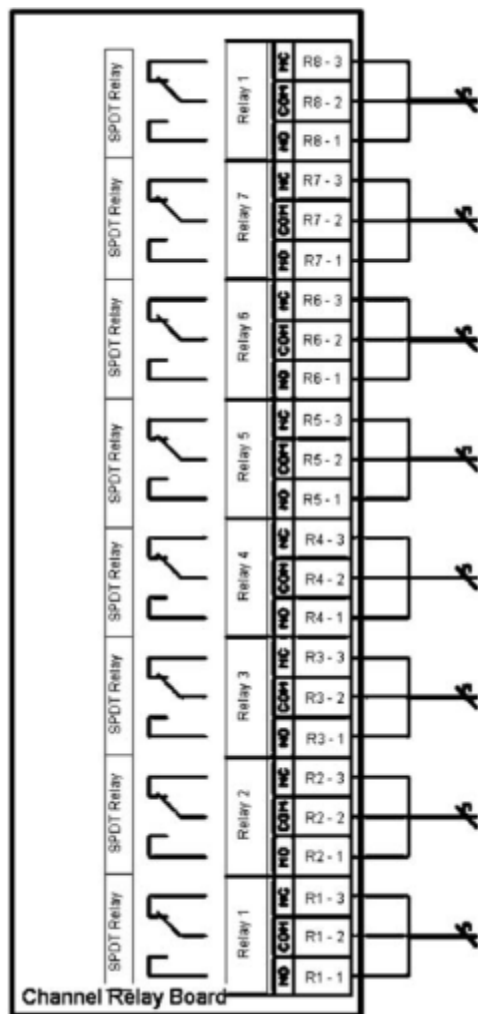 SPDT Relay
Relay 1
NC R8 - 3
COM R8 - 2
NO R8 - 1
SPDT Relay
Relay 7
NC R7 - 3
COM R7 - 2
NO R7 - 1
SPDT Relay
Relay 6
NC R6 - 3
COM R6 - 2
NO R6 - 1
SPDT Relay
Relay 5
NC R5 - 3
COM R5 - 2
NO R5 - 1
SPDT Relay
Relay 4
NC R4 - 3
COM R4 - 2
NO R4 - 1
SPDT Relay
Relay 3
NC R3 - 3
COM R3 - 2
NO R3 - 1
SPDT Relay
Relay 2
NC R2 - 3
COM R2 - 2
NO R2 - 1
SPDT Relay
Relay 1
NC R1 - 3
COM R1 - 2
NO R1 - 1
Channel Relay Board